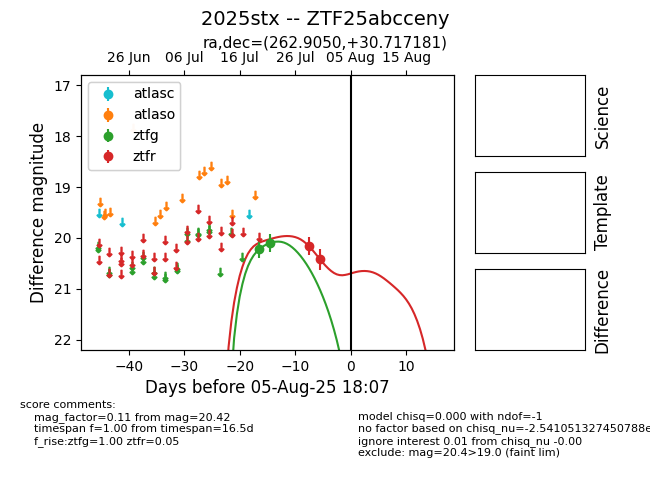 2025stx -- ZTF25abcceny
ra,dec=(262.9050,+30.717181)
26 Jun 06 Jul 16 Jul 26 Jul 05 Aug 15 Aug
17
18
19
20
21
22
Difference magnitude
atlasc
atlaso
ztfg
ztfr
−40 −30 −20 −10 0 10
Days before 05-Aug-25 18:07
Science
Template
Difference
score comments:
mag_factor=0.11 from mag=20.42
timespan f=1.00 from timespan=16.5d
f_rise:ztfg=1.00 ztfr=0.05
model chisq=0.000 with ndof=-1
no factor based on chisq_nu=-2.541051327450788e
ignore interest 0.01 from chisq_nu -0.00
exclude: mag=20.4>19.0 (faint lim)